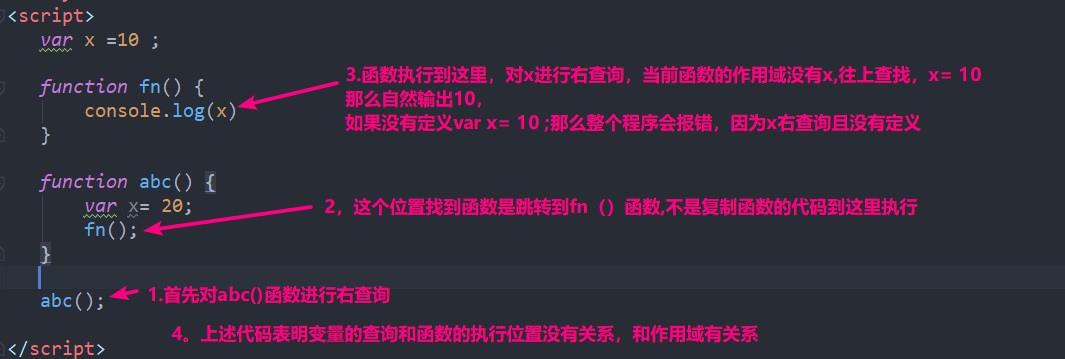 <script>
var x =10 ;
function fn() {
3.函数执行到这里，对x进行右查询，当前函数的作用域没有x,往上查找，x= 10
console.log(x)
那么自然输出10，
如果没有定义var x= 10 ;那么整个程序会报错，因为x右查询且没有定义
}
function abc() {
var x= 20;
2，这个位置找到函数是跳转到fn（）函数,不是复制函数的代码到这里执行
fn();
}
abc();
1.首先对abc()函数进行右查询
4。上述代码表明变量的查询和函数的执行位置没有关系，和作用域有关系
</script>